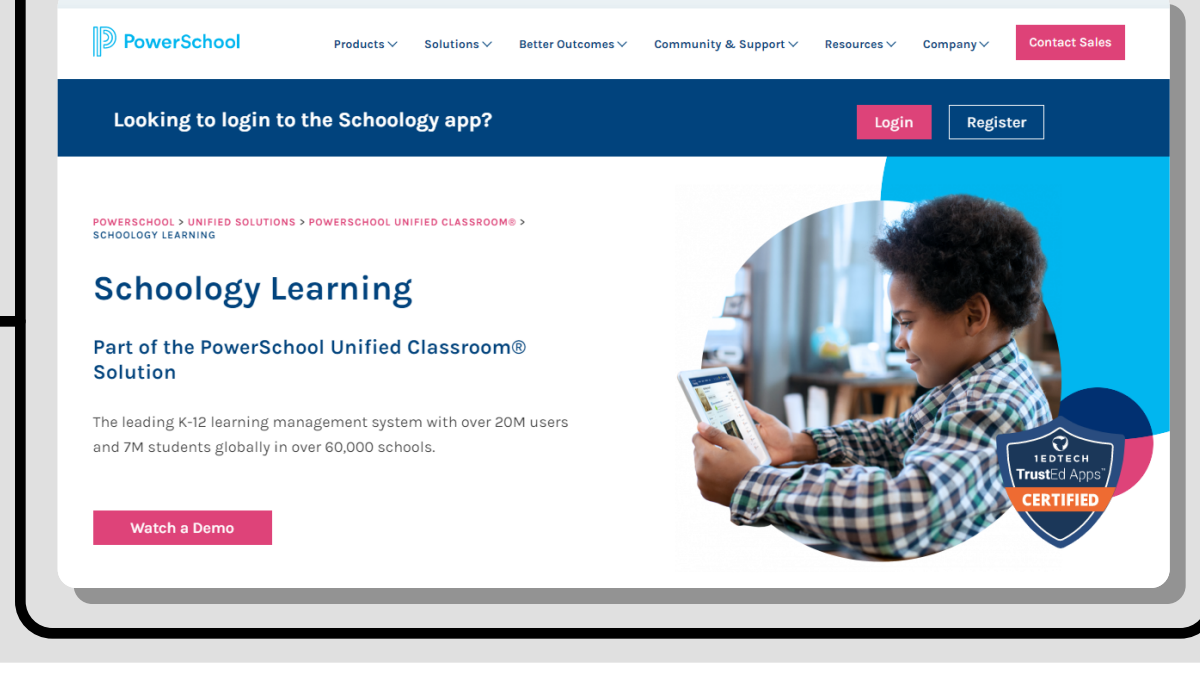 PowerSchool
Products Solutions Better Outcomes Community & Support Resources Company Contact Sales
Looking to login to the Schoology app? Login Register
POWERSCHOOL > UNIFIED SOLUTIONS > POWERSCHOOL UNIFIED CLASSROOM® >
SCHOOLOGY LEARNING
Schoology Learning
Part of the PowerSchool Unified Classroom®
Solution
The leading K-12 learning management system with over 20M users
and 7M students globally in over 60,000 schools.
Watch a Demo
1EDTECH
TrustEd Apps™
CERTIFIED